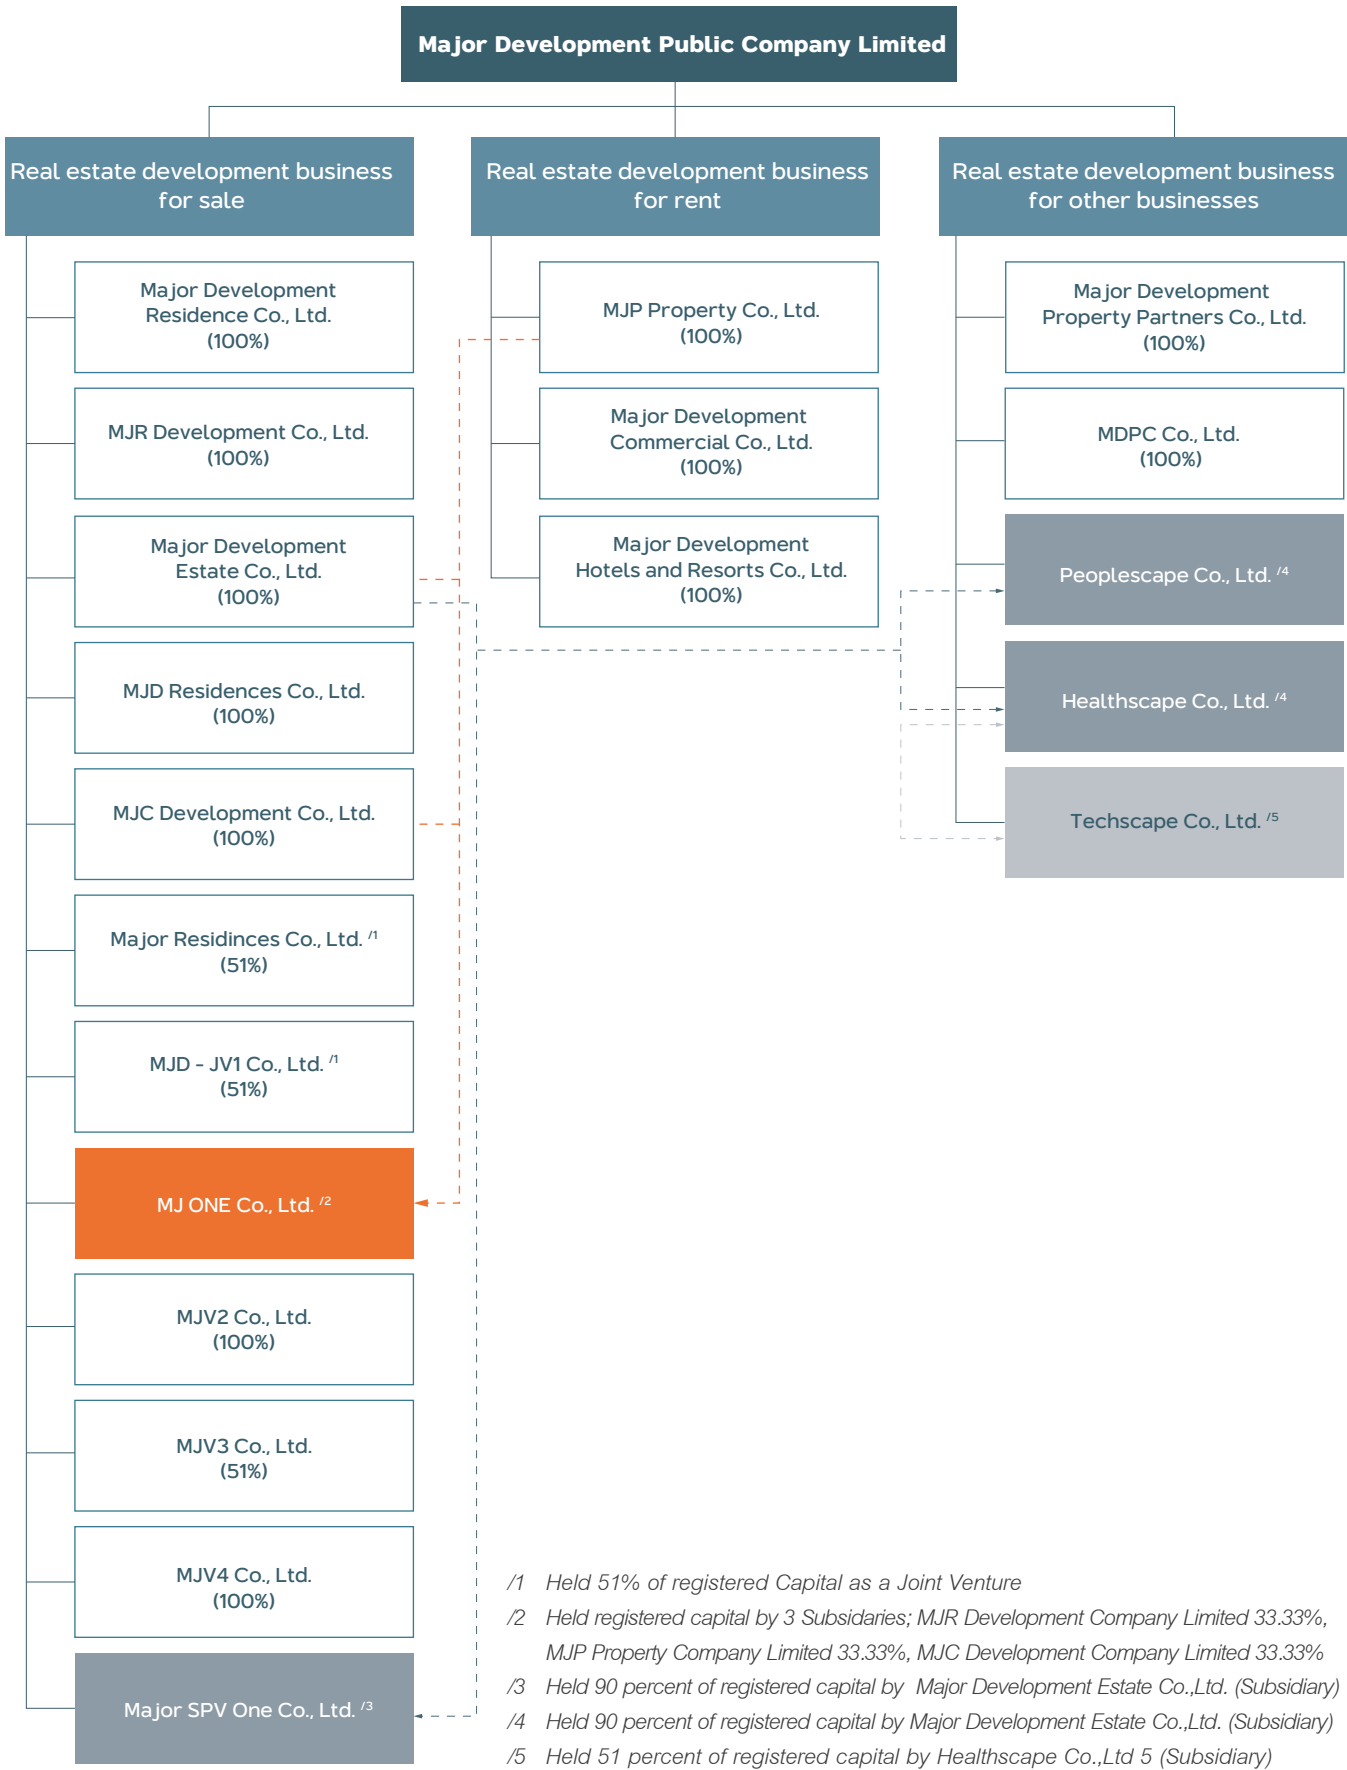 Major Development Public Company Limited
Real estate development business
for sale
Major Development
Residence Co., Ltd.
(100%)
MJR Development Co., Ltd.
(100%)
Major Development
Estate Co., Ltd.
(100%)
MJD Residences Co., Ltd.
(100%)
MJC Development Co., Ltd.
(100%)
Major Residinces Co., Ltd. /1
(51%)
MJD - JV1 Co., Ltd. /1
(51%)
MJ ONE Co., Ltd. /2
MJV2 Co., Ltd.
(100%)
MJV3 Co., Ltd.
(51%)
MJV4 Co., Ltd.
(100%)
Major SPV One Co., Ltd. /3
Real estate development business
for rent
MJP Property Co., Ltd.
(100%)
Major Development
Commercial Co., Ltd.
(100%)
Major Development
Hotels and Resorts Co., Ltd.
(100%)
Real estate development business
for other businesses
Major Development
Property Partners Co., Ltd.
(100%)
MDPC Co., Ltd.
(100%)
Peoplescape Co., Ltd. /4
Healthscape Co., Ltd. /4
Techscape Co., Ltd. /5
/1 Held 51% of registered Capital as a Joint Venture
/2 Held registered capital by 3 Subsidaries; MJR Development Company Limited 33.33%,
MJP Property Company Limited 33.33%, MJC Development Company Limited 33.33%
/3 Held 90 percent of registered capital by Major Development Estate Co.,Ltd. (Subsidiary)
/4 Held 90 percent of registered capital by Major Development Estate Co.,Ltd. (Subsidiary)
/5 Held 51 percent of registered capital by Healthscape Co.,Ltd 5 (Subsidiary)